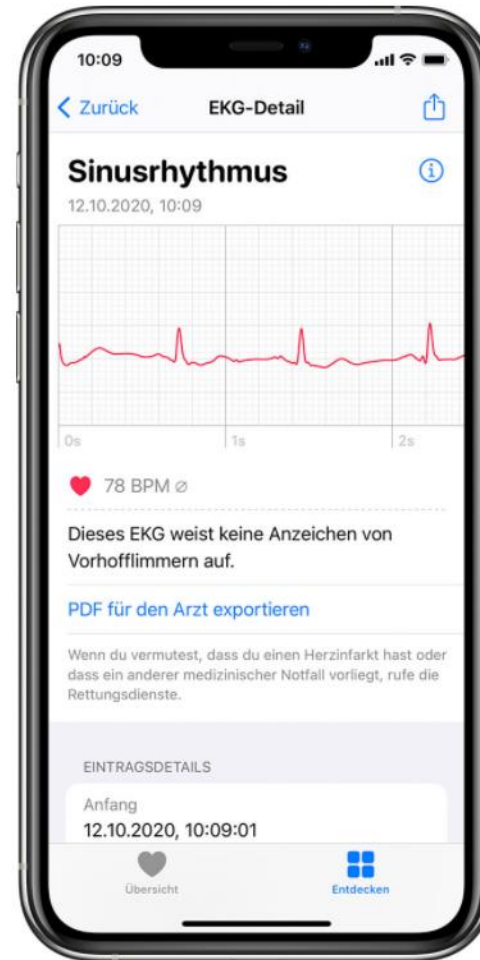 10:09
Zurück
EKG-Detail
Sinusrhythmus
12.10.2020, 10:09
0s
1s
2s
78 BPM ⌀
Dieses EKG weist keine Anzeichen von
Vorhofflimmern auf.
PDF für den Arzt exportieren
Wenn du vermutest, dass du einen Herzinfarkt hast oder
dass ein anderer medizinischer Notfall vorliegt, rufe die
Rettungsdienste.
EINTRAGSDETAILS
Anfang
12.10.2020, 10:09:01
Übersicht
Entdecken